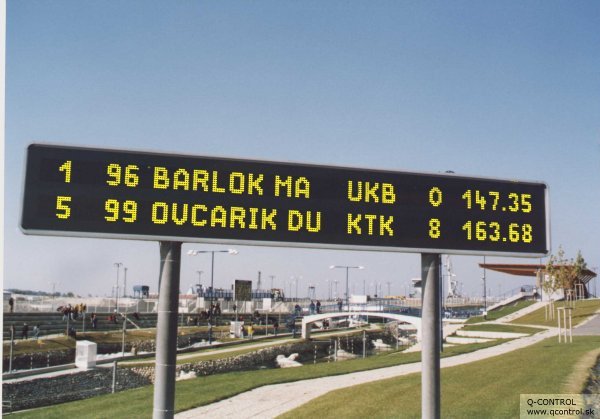 1 96 BARLOK MA UKB 0 147.35
5 99 OVCARIK DU KTK 8 163.68
Q-CONTROL
www.qcontrol.sk